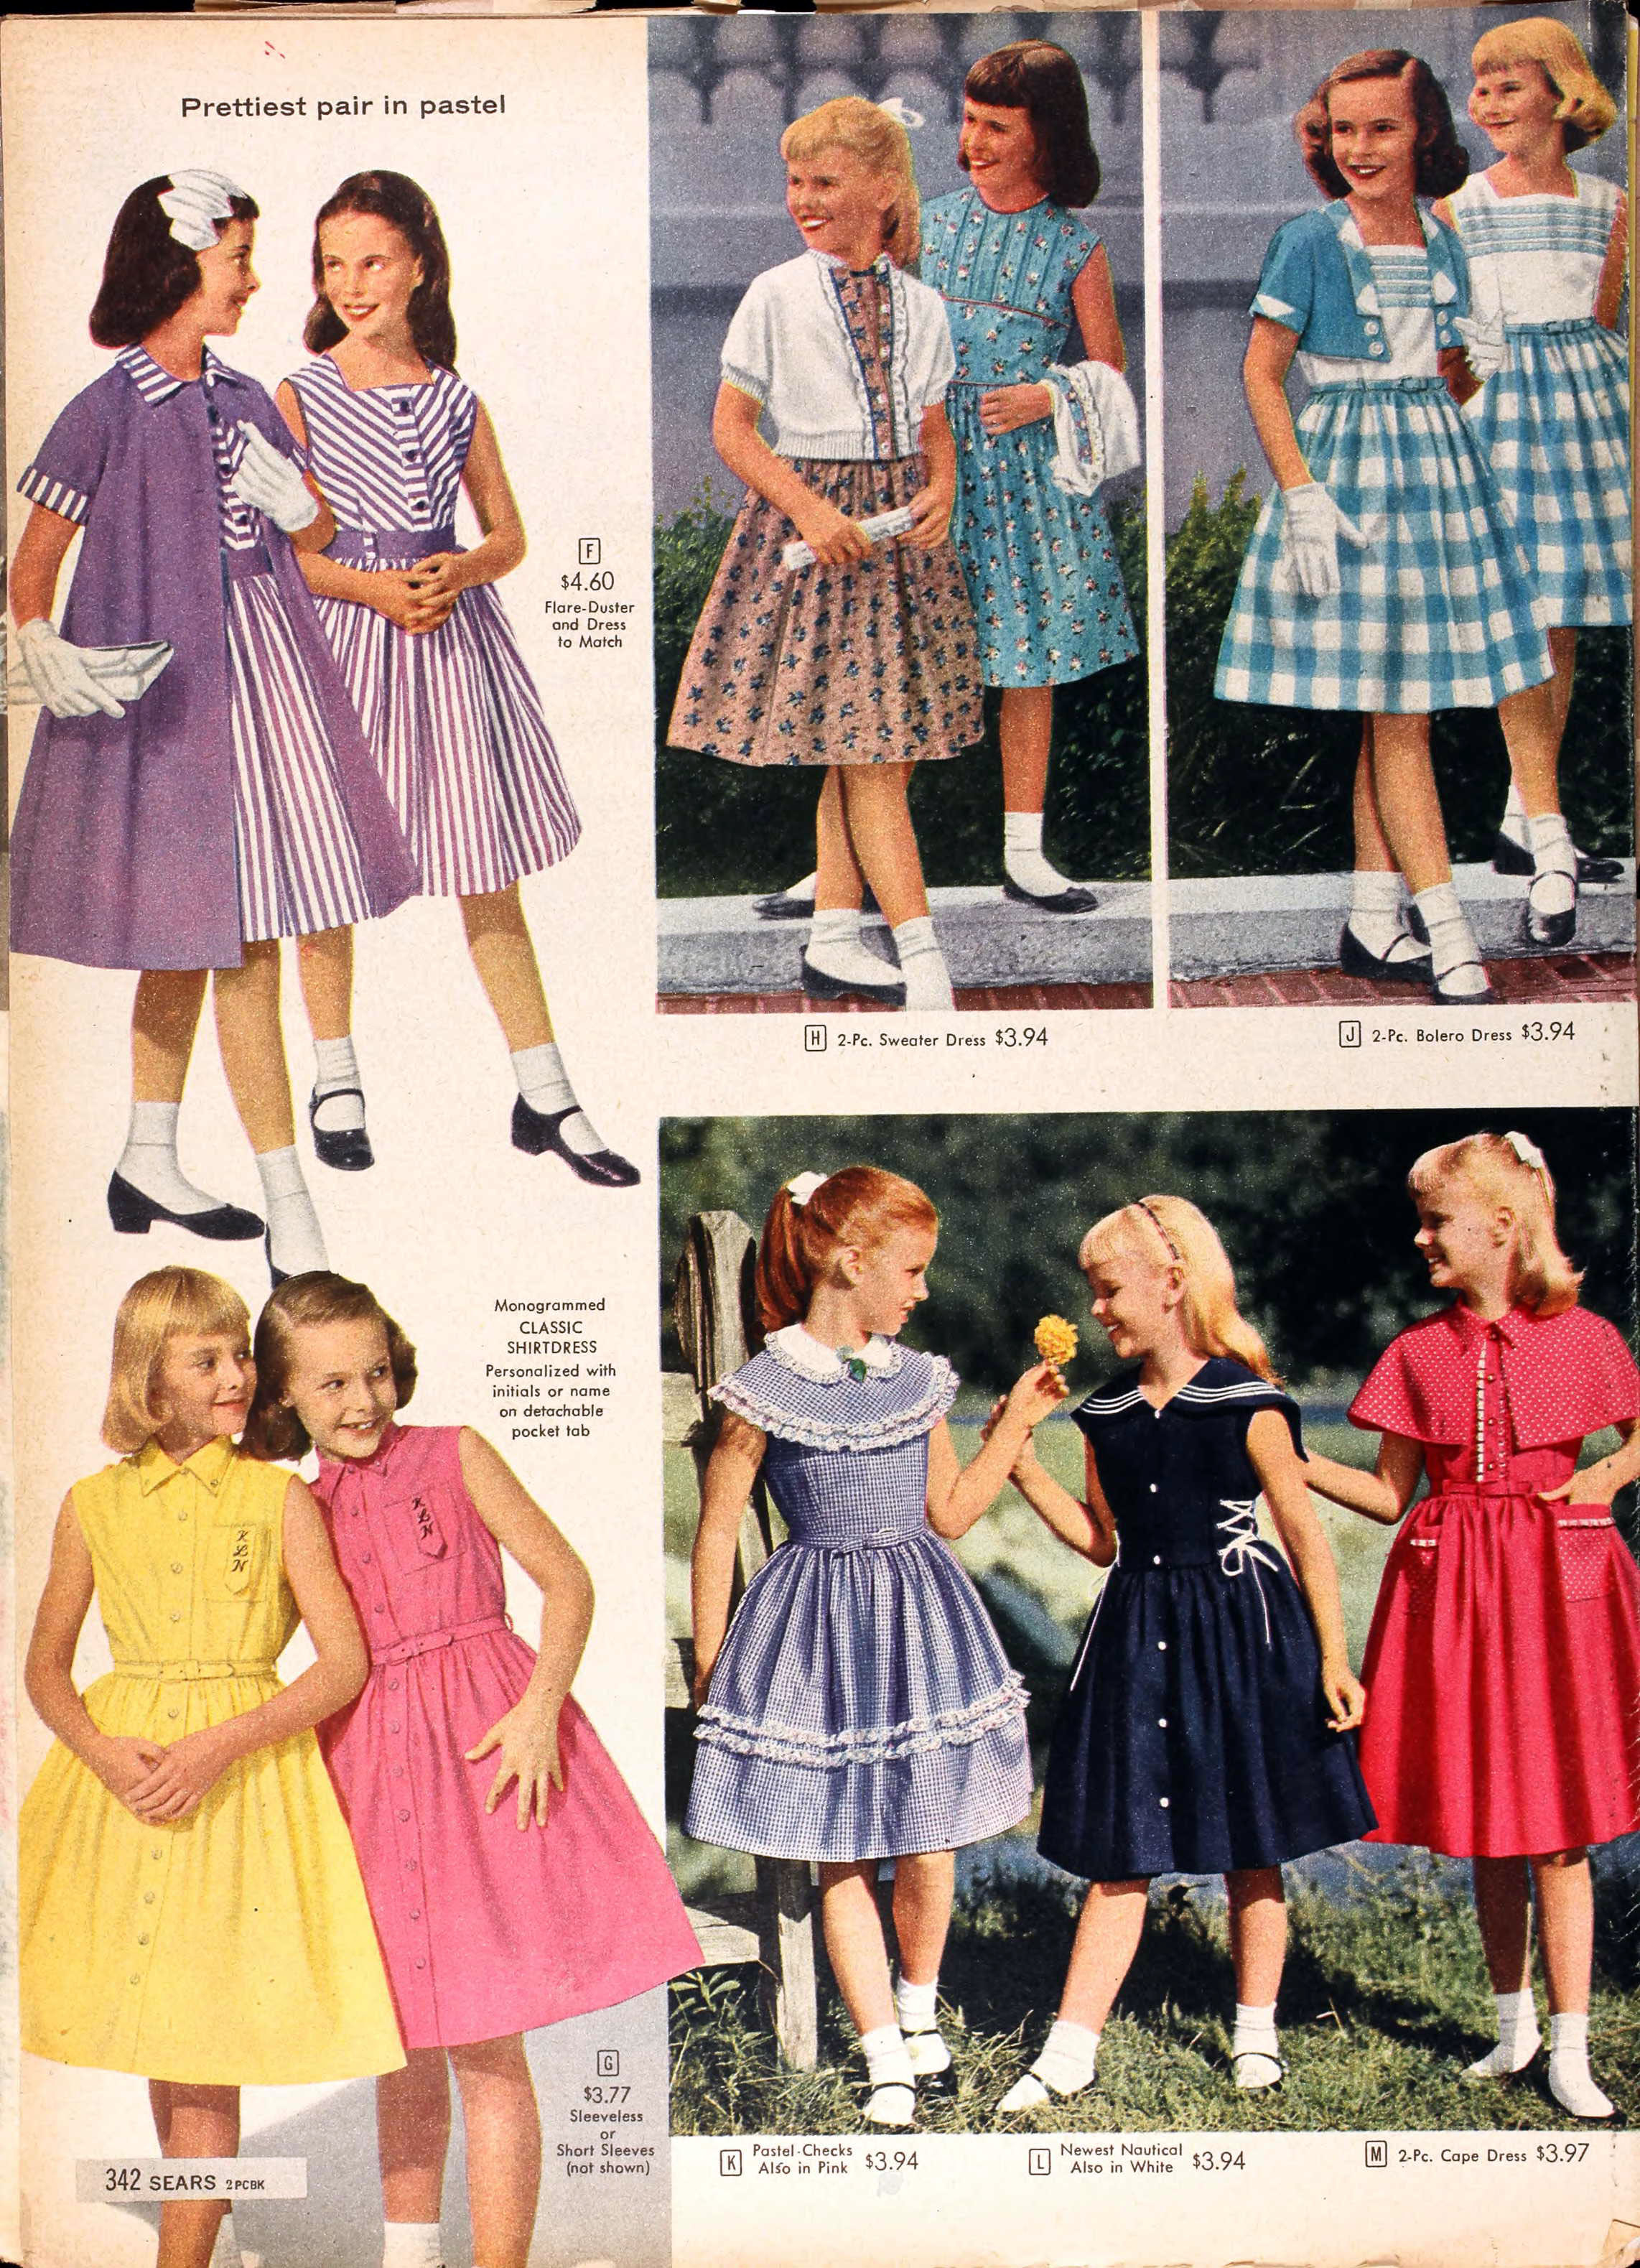 Prettiest pair in pastel
F
$4.60
Flare-Duster
and Dress
to Match
H 2-Pc. Sweater Dress $3.94
J 2-Pc. Bolero Dress $3.94
Monogrammed
CLASSIC
SHIRTDRESS
Personalized with
initials or name
on detachable
pocket tab
K
L
N
K
L
N
G
$3.77
Sleeveless
or
Short Sleeves
(not shown)
K Pastel-Checks $3.94
Also in Pink
L Newest Nautical $3.94
Also in White
M 2-Pc. Cape Dress $3.97
342 SEARS 2PCBK